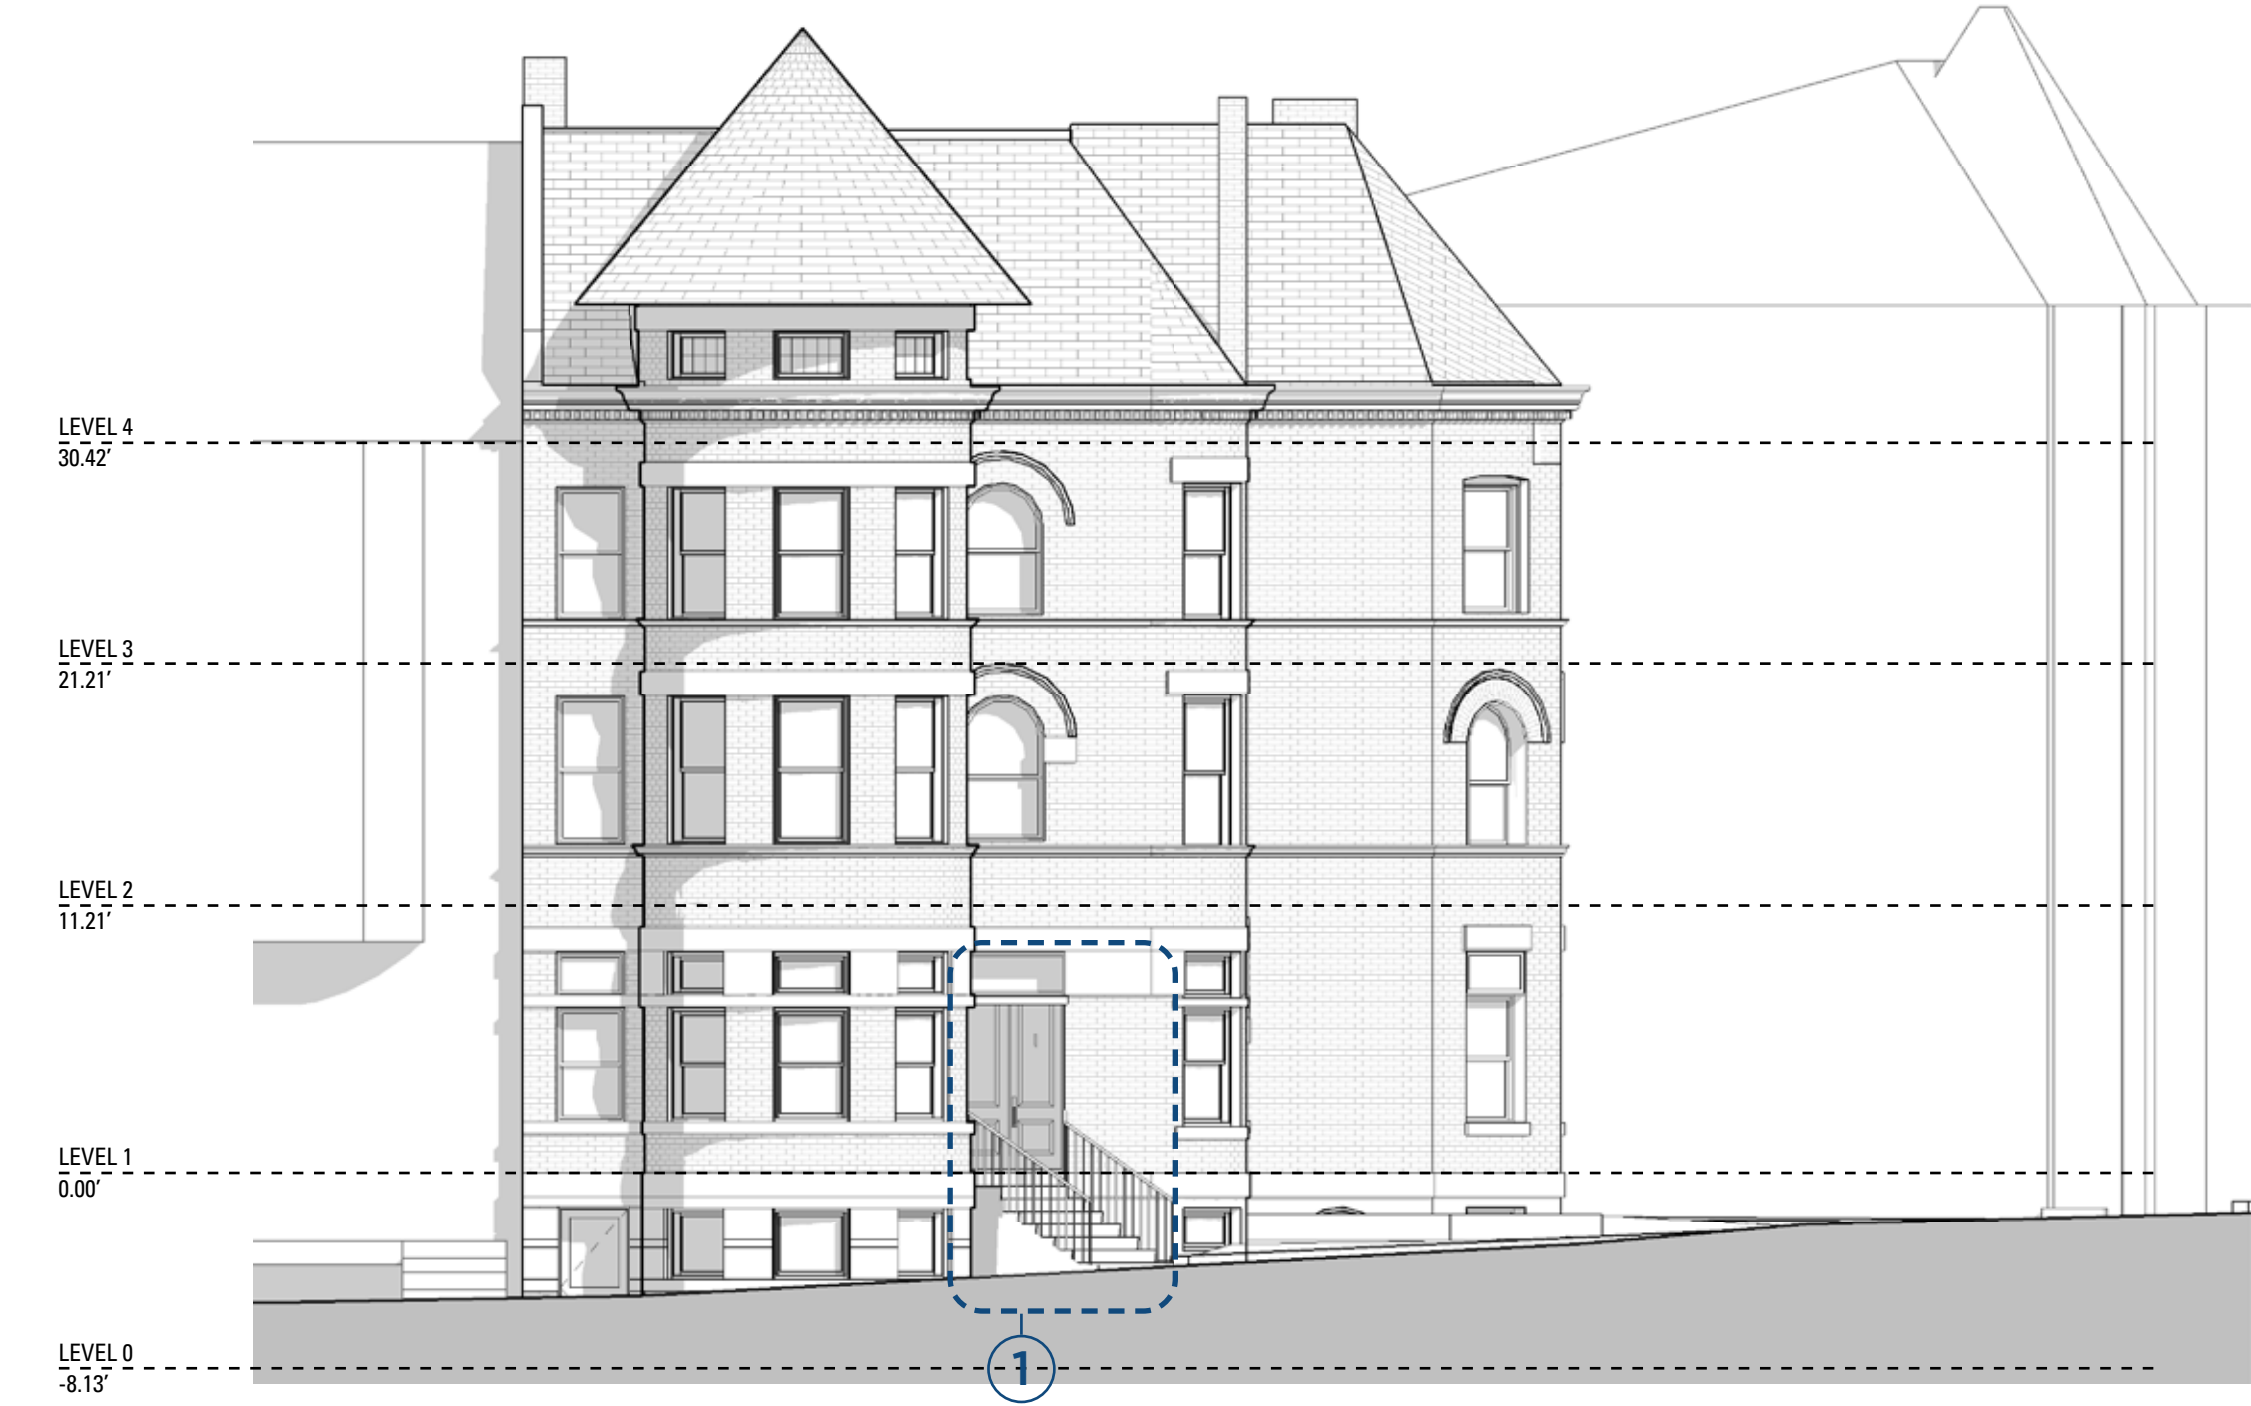 LEVEL 4
30.42′
LEVEL 3
21.21′
LEVEL 2
11.21′
LEVEL 1
0.00′
LEVEL 0
-8.13′
1